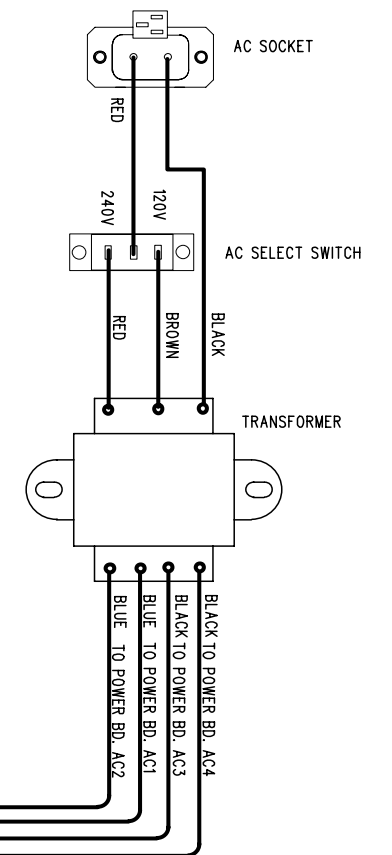 AC SOCKET
RED
240V
120V
AC SELECT SWITCH
RED
BROWN
BLACK
TRANSFORMER
BLUE TO POWER BD. AC2
BLUE TO POWER BD. AC1
BLACK TO POWER BD. AC3
BLACK TO POWER BD. AC4